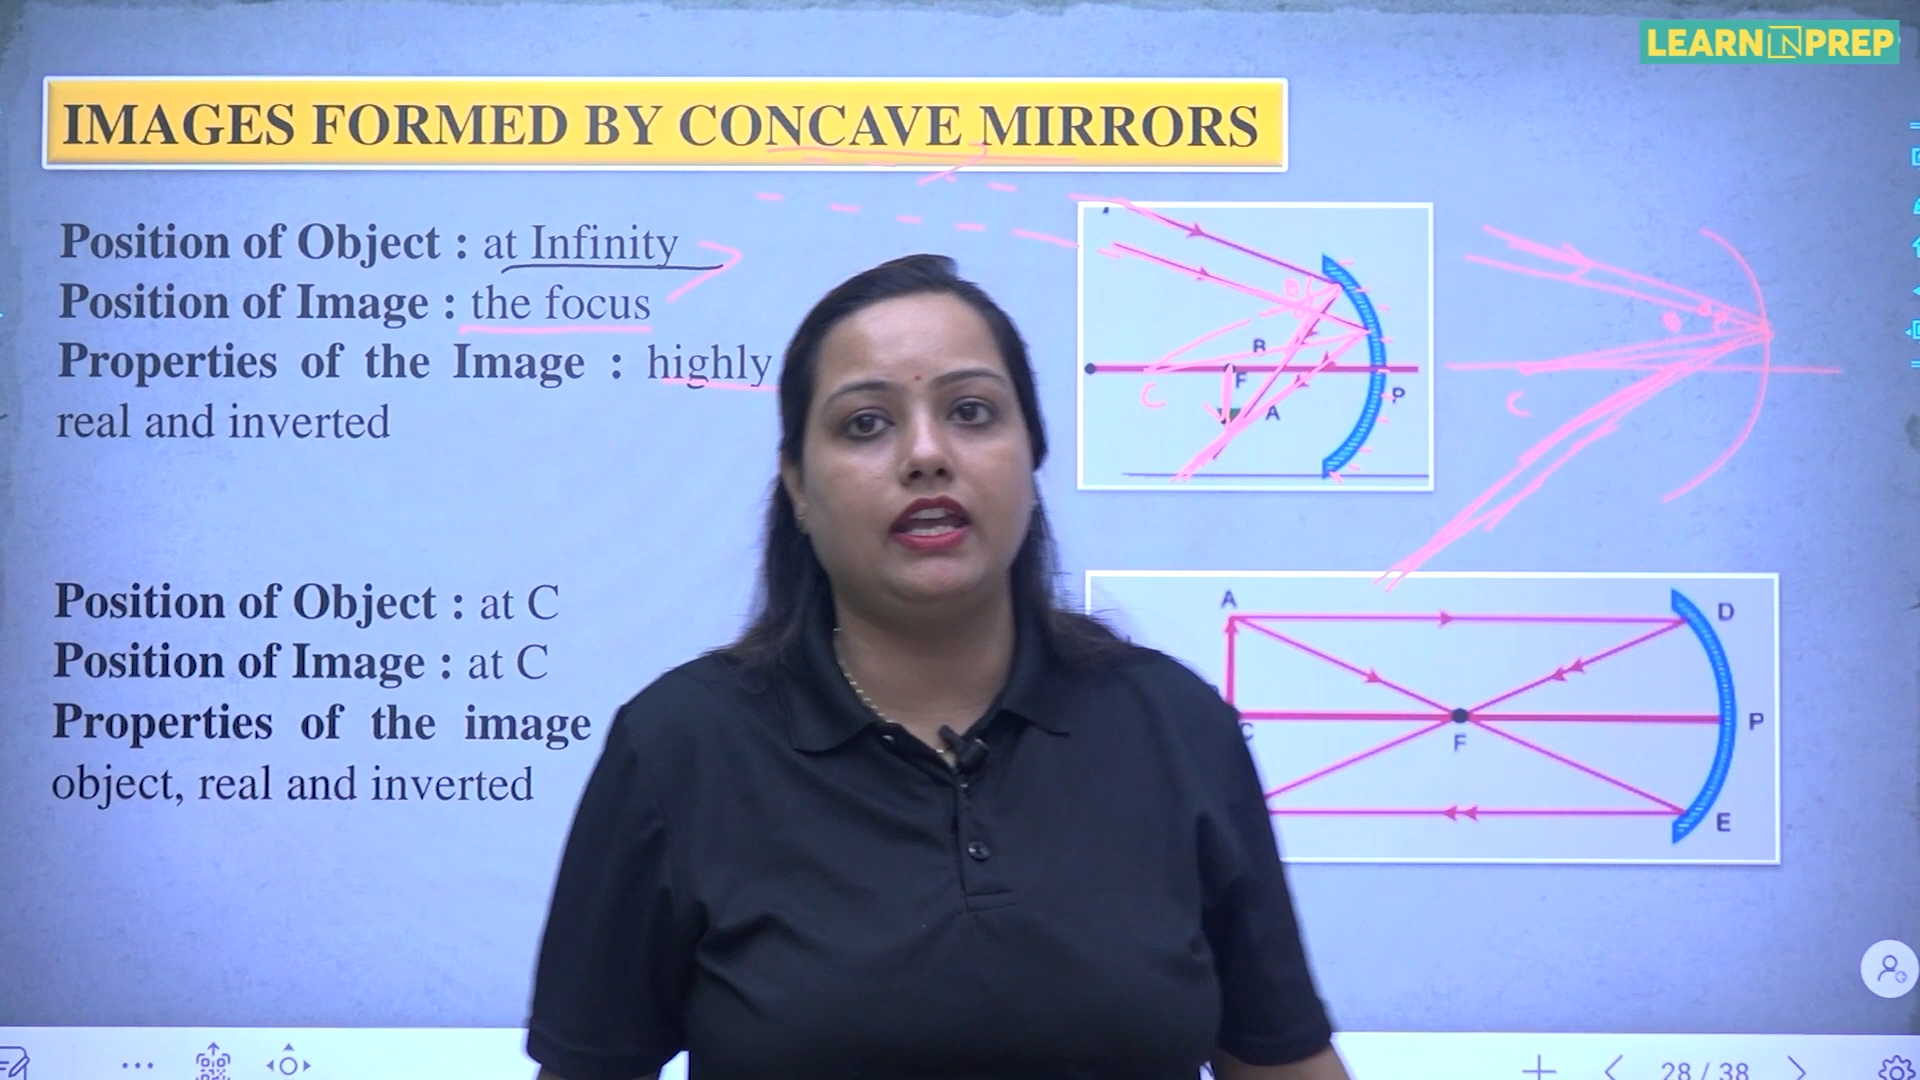 LEARN N PREP
IMAGES FORMED BY CONCAVE MIRRORS
Position of Object : at Infinity
Position of Image : the focus
Properties of the Image : highly
real and inverted
B
F
C
A
P
C
Position of Object : at C
Position of Image : at C
Properties of the image
object, real and inverted
A
D
C
F
P
E
28 / 38